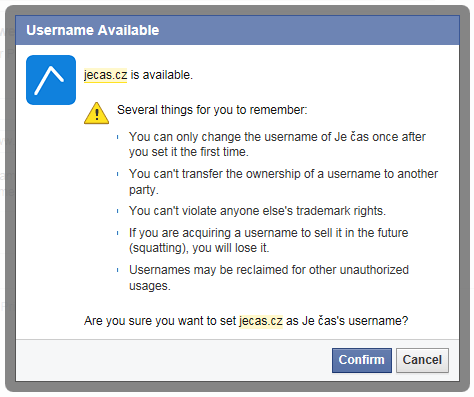 Username Available
jecas.cz is available.
Several things for you to remember:
You can only change the username of Je čas once after
you set it the first time.
You can't transfer the ownership of a username to another
party.
You can't violate anyone else's trademark rights.
If you are acquiring a username to sell it in the future
(squatting), you will lose it.
Usernames may be reclaimed for other unauthorized
usages.
Are you sure you want to set jecas.cz as Je čas's username?
Confirm Cancel